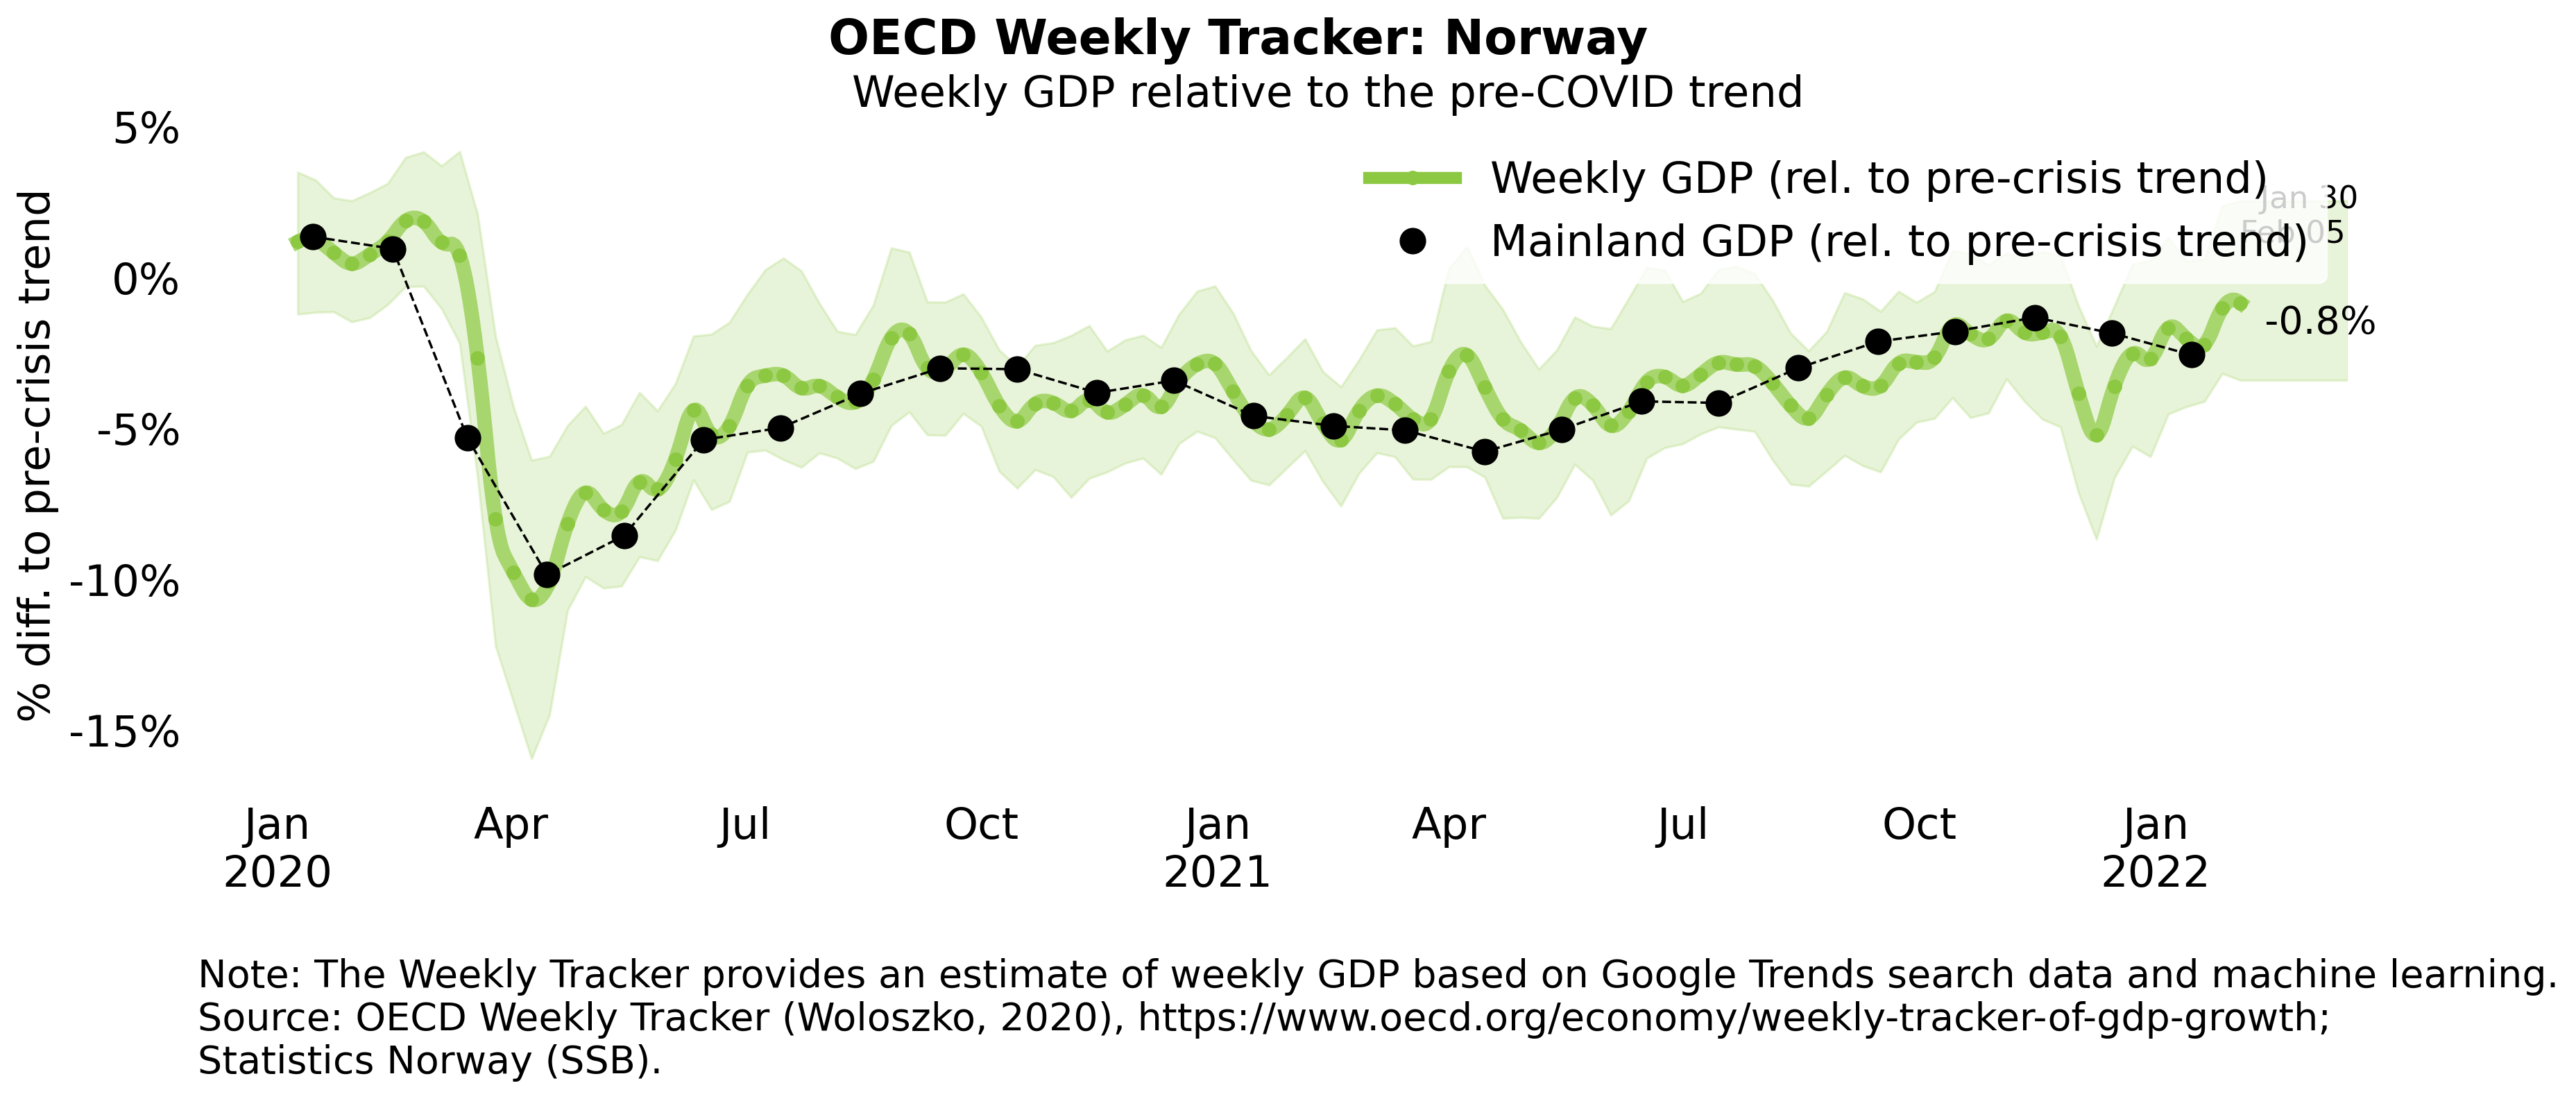 OECD Weekly Tracker: Norway
Weekly GDP relative to the pre-COVID trend
% diff. to pre-crisis trend
5%
0%
-5%
-10%
-15%
Weekly GDP (rel. to pre-crisis trend)
Mainland GDP (rel. to pre-crisis trend)
Jan 30
Feb 05
-0.8%
Jan Apr Jul Oct Jan Apr Jul Oct Jan
2020 2021 2022
Note: The Weekly Tracker provides an estimate of weekly GDP based on Google Trends search data and machine learning.
Source: OECD Weekly Tracker (Woloszko, 2020), https://www.oecd.org/economy/weekly-tracker-of-gdp-growth;
Statistics Norway (SSB).